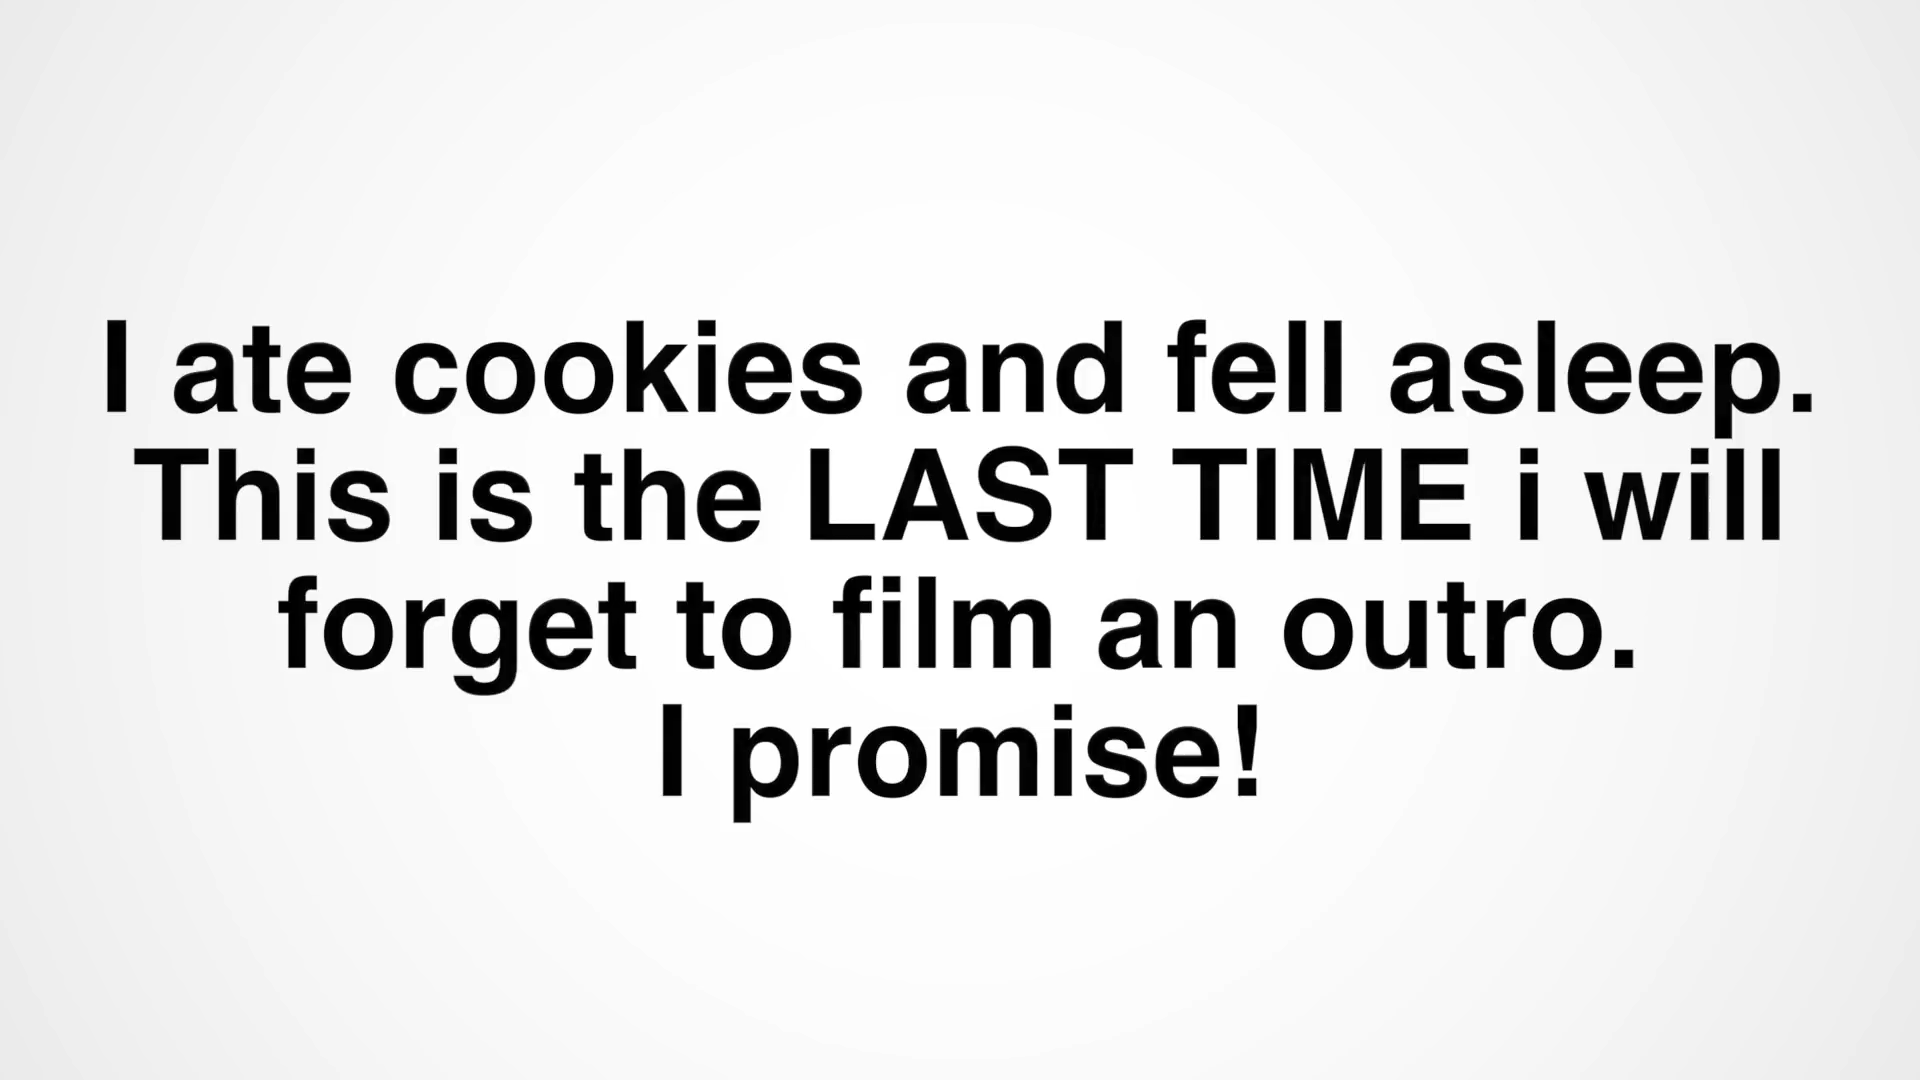 I ate cookies and fell asleep.
This is the LAST TIME i will
forget to film an outro.
I promise!